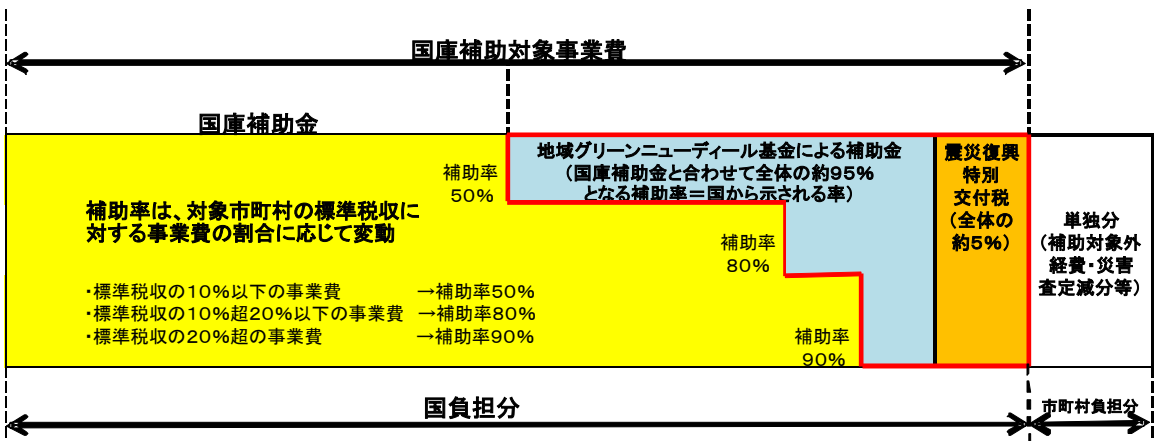 国庫補助対象事業費
国庫補助金
補助率
50%
地域グリーンニューディール基金による補助金
(国庫補助金と合わせて全体の約95%
となる補助率=国から示される率)
震災復興
特別
交付税
(全体の
約5%)
補助率は、対象市町村の標準税収に
対する事業費の割合に応じて変動
補助率
80%
単独分
(補助対象外
経費・災害
査定減分等)
・標準税収の10%以下の事業費 →補助率50%
・標準税収の10%超20%以下の事業費 →補助率80%
・標準税収の20%超の事業費 →補助率90%
補助率
90%
国負担分
市町村負担分